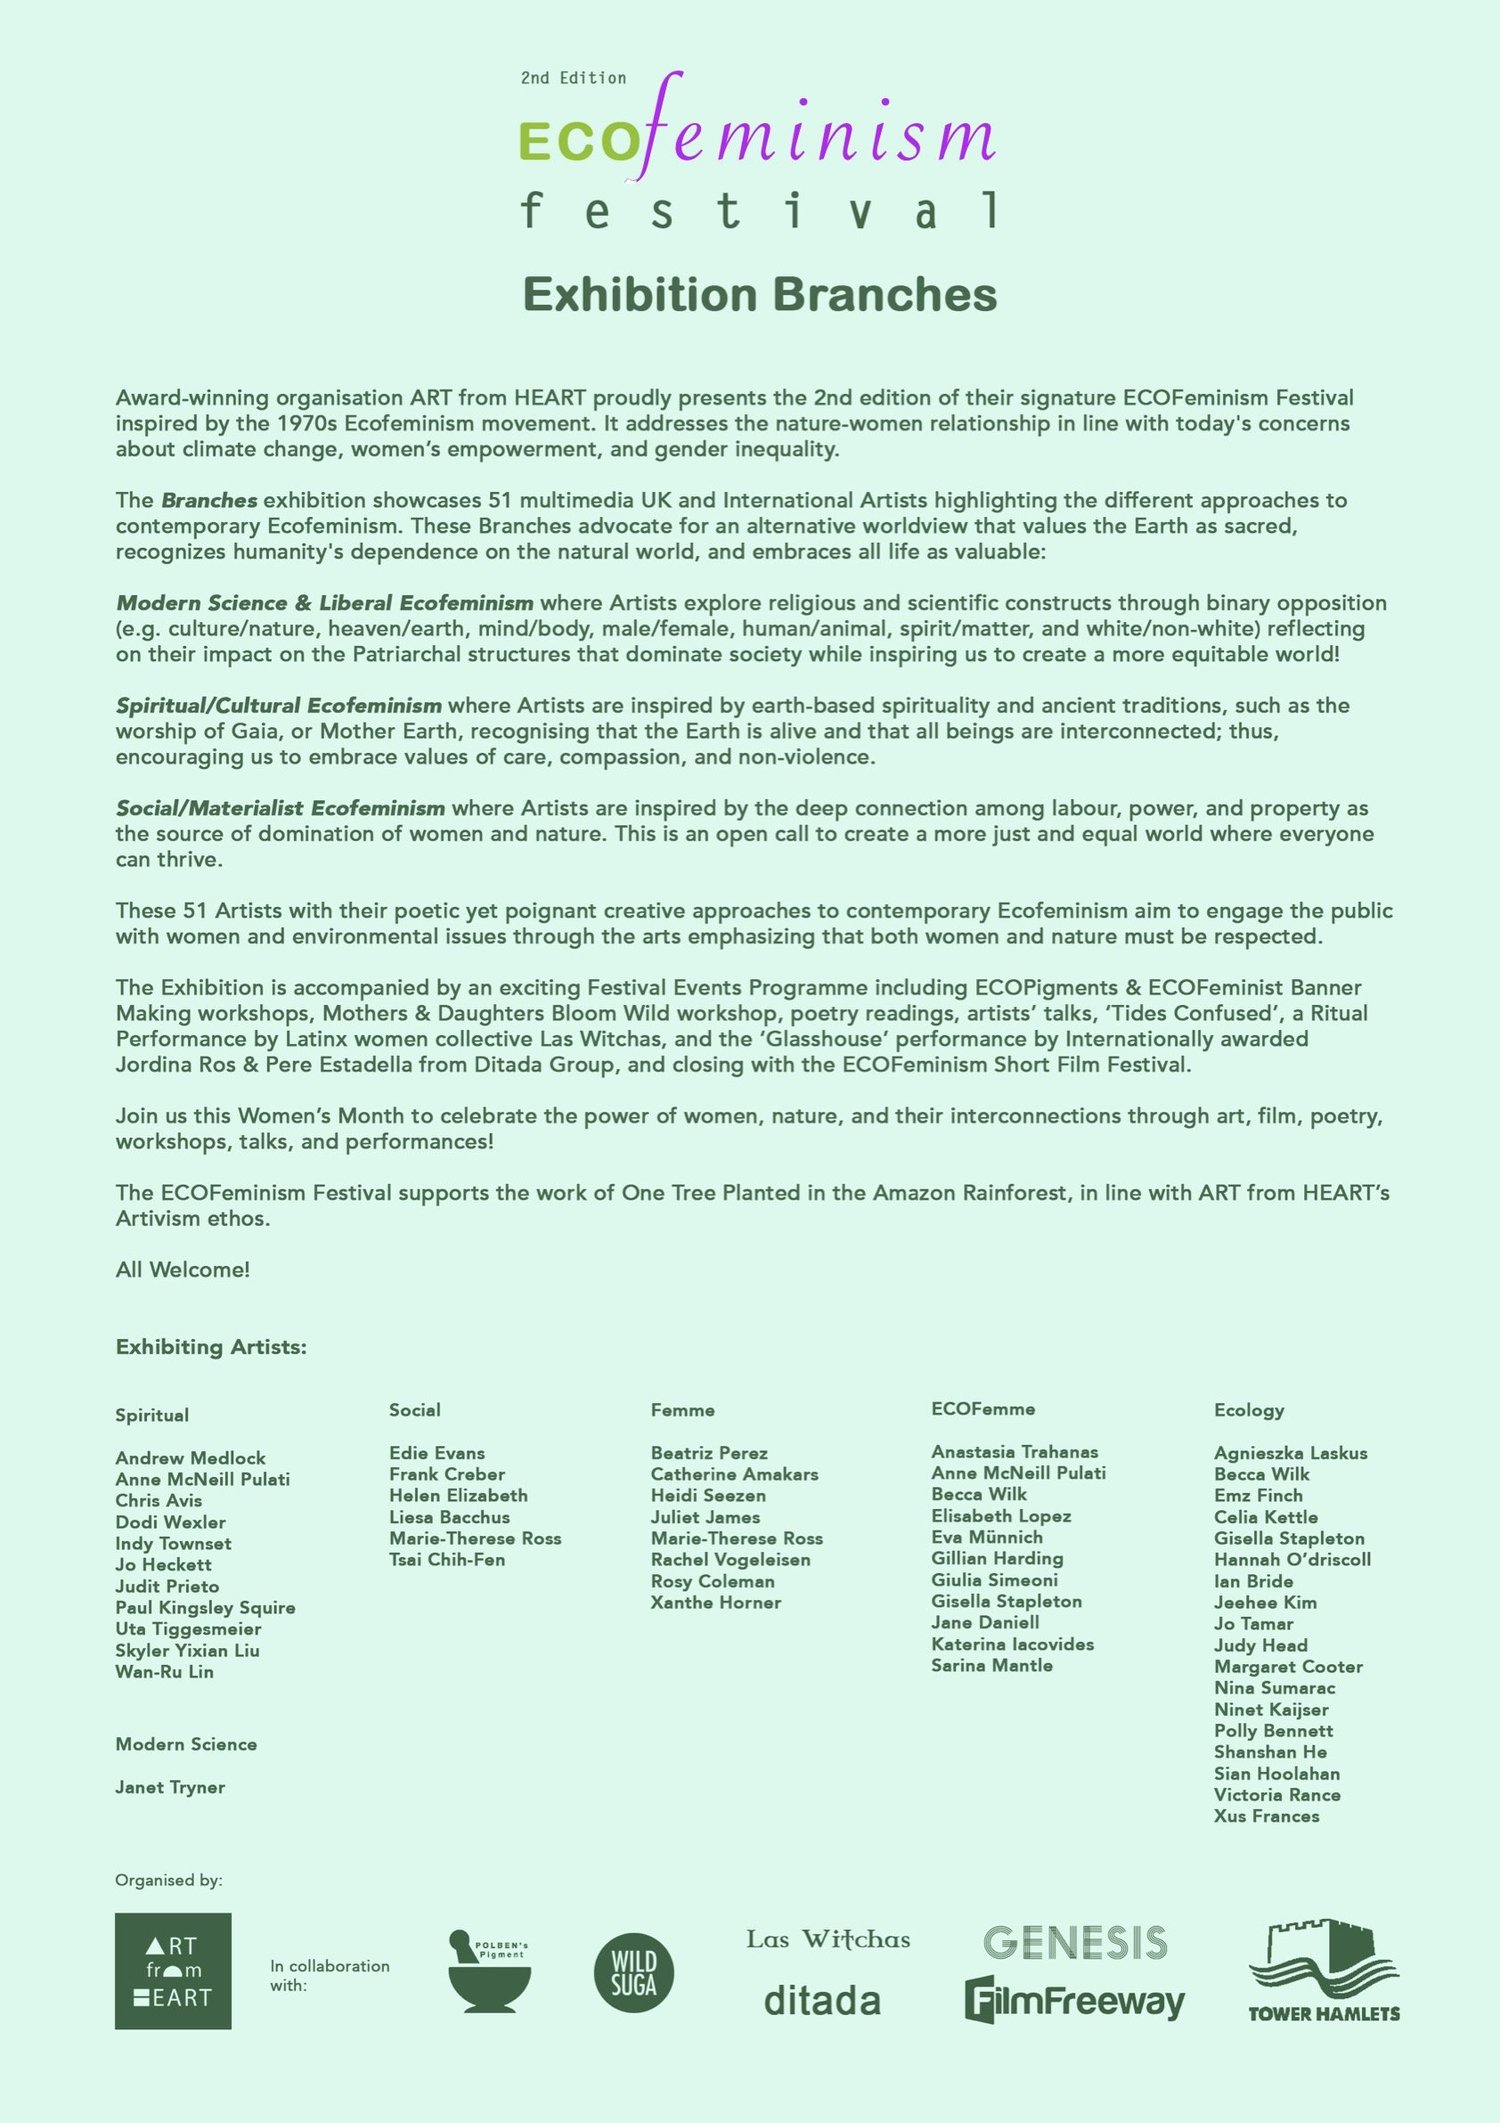 2nd Edition
ECOfeminism
festival
Exhibition Branches
Award-winning organisation ART from HEART proudly presents the 2nd edition of their signature ECOFeminism Festival
inspired by the 1970s Ecofeminism movement. It addresses the nature-women relationship in line with today's concerns
about climate change, women’s empowerment, and gender inequality.
The Branches exhibition showcases 51 multimedia UK and International Artists highlighting the different approaches to
contemporary Ecofeminism. These Branches advocate for an alternative worldview that values the Earth as sacred,
recognizes humanity's dependence on the natural world, and embraces all life as valuable:
Modern Science & Liberal Ecofeminism where Artists explore religious and scientific constructs through binary opposition
(e.g. culture/nature, heaven/earth, mind/body, male/female, human/animal, spirit/matter, and white/non-white) reflecting
on their impact on the Patriarchal structures that dominate society while inspiring us to create a more equitable world!
Spiritual/Cultural Ecofeminism where Artists are inspired by earth-based spirituality and ancient traditions, such as the
worship of Gaia, or Mother Earth, recognising that the Earth is alive and that all beings are interconnected; thus,
encouraging us to embrace values of care, compassion, and non-violence.
Social/Materialist Ecofeminism where Artists are inspired by the deep connection among labour, power, and property as
the source of domination of women and nature. This is an open call to create a more just and equal world where everyone
can thrive.
These 51 Artists with their poetic yet poignant creative approaches to contemporary Ecofeminism aim to engage the public
with women and environmental issues through the arts emphasizing that both women and nature must be respected.
The Exhibition is accompanied by an exciting Festival Events Programme including ECOPigments & ECOFeminist Banner
Making workshops, Mothers & Daughters Bloom Wild workshop, poetry readings, artists’ talks, ‘Tides Confused’, a Ritual
Performance by Latinx women collective Las Witchas, and the ‘Glasshouse’ performance by Internationally awarded
Jordina Ros & Pere Estadella from Ditada Group, and closing with the ECOFeminism Short Film Festival.
Join us this Women’s Month to celebrate the power of women, nature, and their interconnections through art, film, poetry,
workshops, talks, and performances!
The ECOFeminism Festival supports the work of One Tree Planted in the Amazon Rainforest, in line with ART from HEART’s
Artivism ethos.
All Welcome!
Exhibiting Artists:
Spiritual
Andrew Medlock
Anne McNeill Pulati
Chris Avis
Dodi Wexler
Indy Townset
Jo Heckett
Judit Prieto
Paul Kingsley Squire
Uta Tiggesmeier
Skyler Yixian Liu
Wan-Ru Lin
Modern Science
Janet Tryner
Social
Edie Evans
Frank Creber
Helen Elizabeth
Liesa Bacchus
Marie-Therese Ross
Tsai Chih-Fen
Femme
Beatriz Perez
Catherine Amakars
Heidi Seezen
Juliet James
Marie-Therese Ross
Rachel Vogeleisen
Rosy Coleman
Xanthe Horner
ECOFemme
Anastasia Trahanas
Anne McNeill Pulati
Becca Wilk
Elisabeth Lopez
Eva Münnich
Gillian Harding
Giulia Simeoni
Gisella Stapleton
Jane Daniell
Katerina Iacovides
Sarina Mantle
Ecology
Agnieszka Laskus
Becca Wilk
Emz Finch
Celia Kettle
Gisella Stapleton
Hannah O’driscoll
Ian Bride
Jeehee Kim
Jo Tamar
Judy Head
Margaret Cooter
Nina Sumarac
Ninet Kaijser
Polly Bennett
Shanshan He
Sian Hoolahan
Victoria Rance
Xus Frances
Organised by:
ART
from
HEART
In collaboration
with:
POLBEN's
Pigment
WILD
SUGA
Las Witchas
ditada
GENESIS
FilmFreeway
TOWER HAMLETS